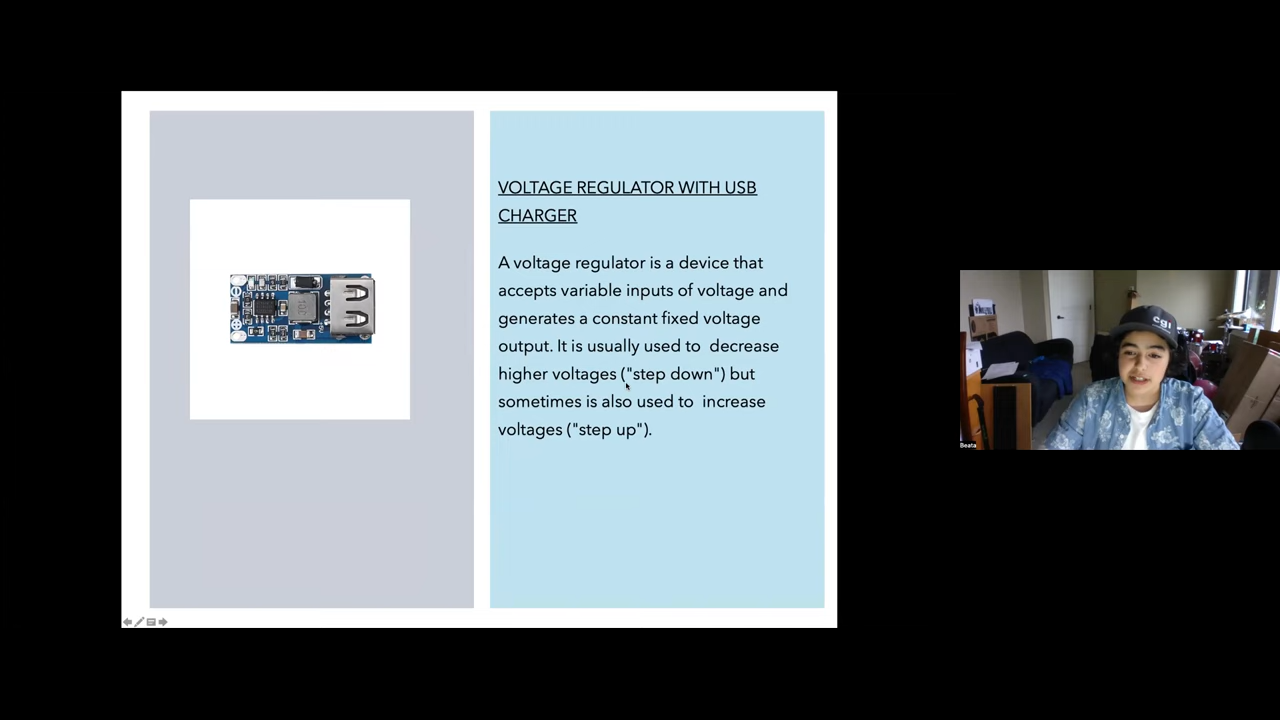 VOLTAGE REGULATOR WITH USB
CHARGER
A voltage regulator is a device that
accepts variable inputs of voltage and
generates a constant fixed voltage
output. It is usually used to  decrease
higher voltages ("step down") but
sometimes is also used to  increase
voltages ("step up").
cgi
Beata